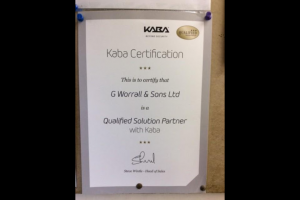 KABA
Kaba Certification
This is to certify that
G Worrall & Sons Ltd
is a
Qualified Solution Partner
with Kaba